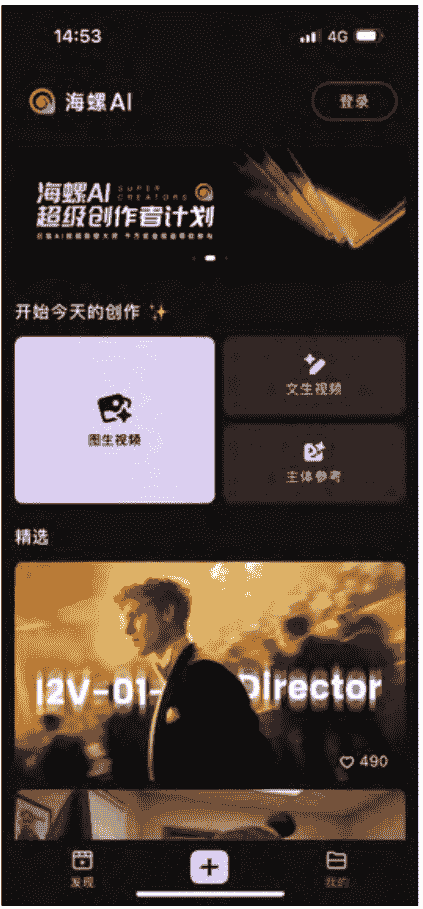 14:53
4G
海螺AI
登录
海螺AI SUPER CREATORS
超级创作者计划
开始今天的创作
图生视频
文生视频
主体参考
精选
I2V-01-Director
490
发现
我的